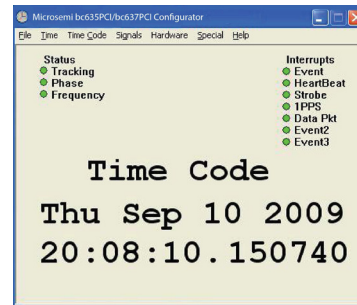 Microsemi bc635PCI/bc637PCI Configurator
File Time Time Code Signals Hardware Special Help
Status
Tracking
Phase
Frequency
Interrupts
Event
HeartBeat
Strobe
1PPS
Data Pkt
Event2
Event3
Time Code
Thu Sep 10 2009
20:08:10.150740